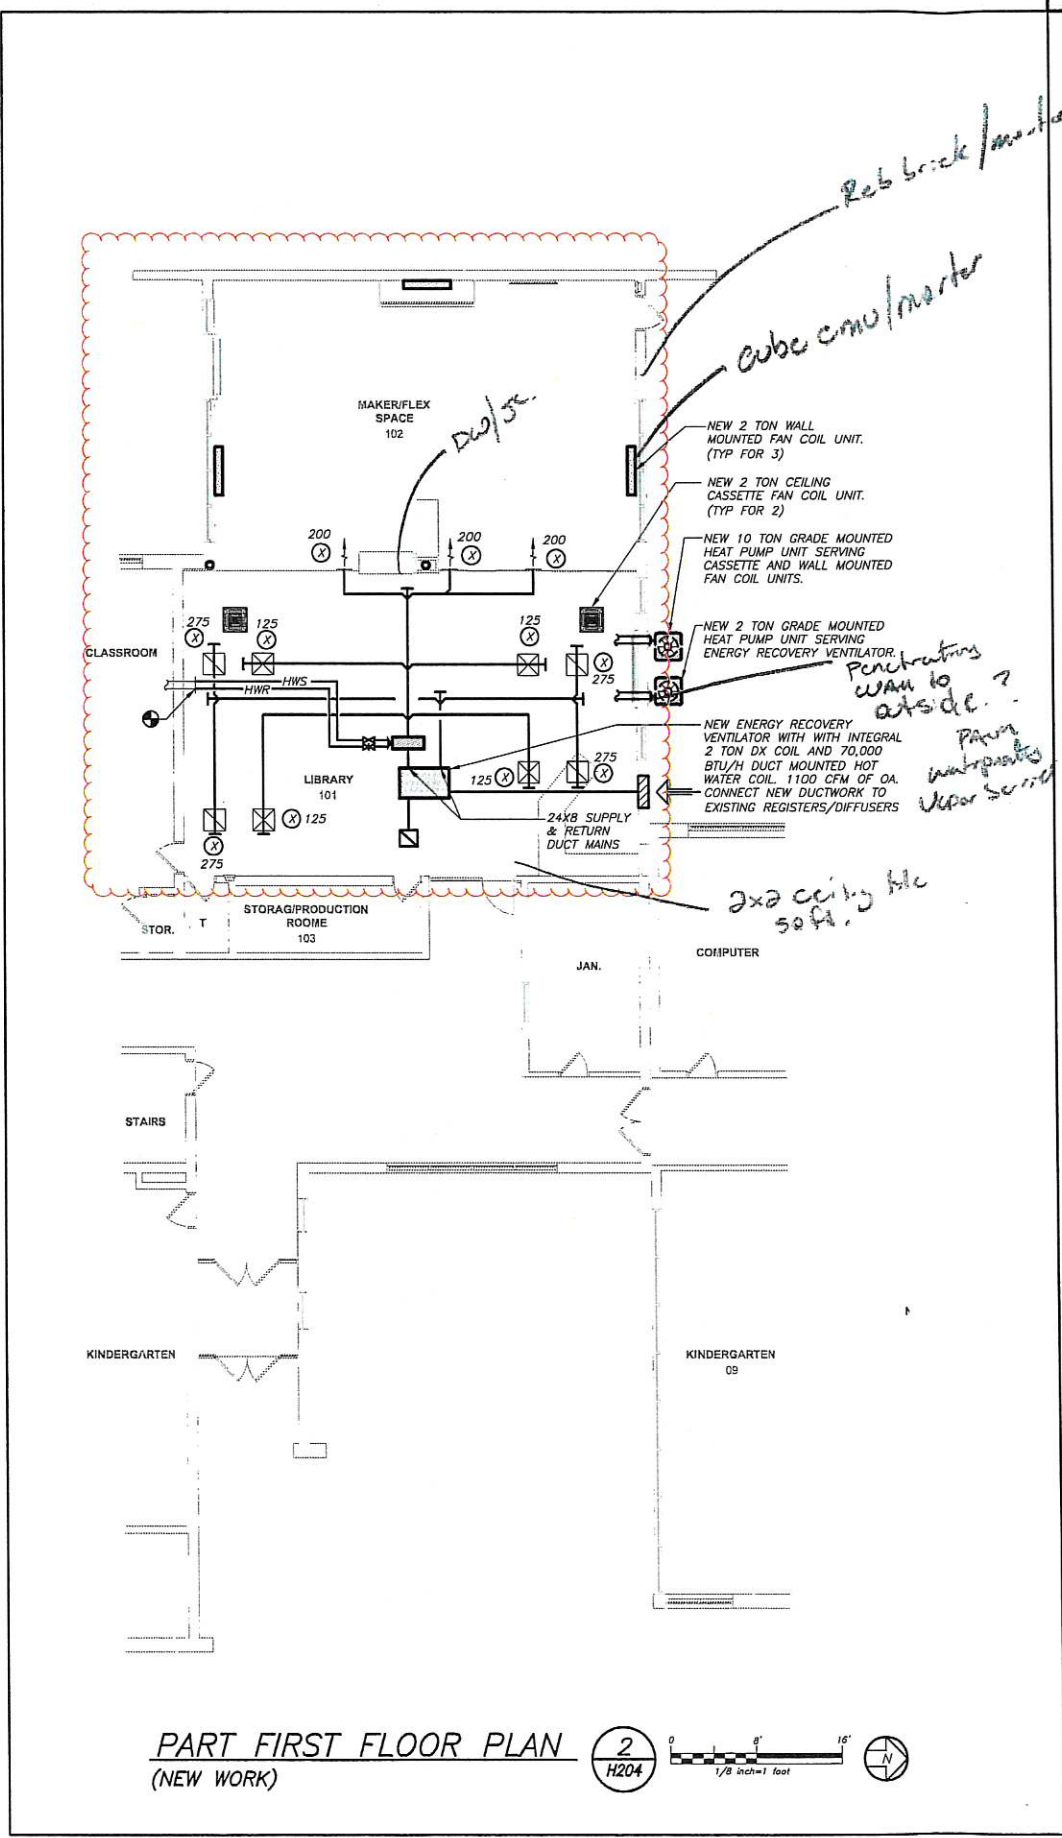 Reb brick/
cube cmu/morter
MAKER/FLEX
SPACE
102
DW/
NEW 2 TON WALL
MOUNTED FAN COIL UNIT.
(TYP FOR 3)
NEW 2 TON CEILING
CASSETTE FAN COIL UNIT.
(TYP FOR 2)
200
X
200
X
200
X
NEW 10 TON GRADE MOUNTED
HEAT PUMP UNIT SERVING
CASSETTE AND WALL MOUNTED
FAN COIL UNITS.
275
X
125
X
125
X
X
275
NEW 2 TON GRADE MOUNTED
HEAT PUMP UNIT SERVING
ENERGY RECOVERY VENTILATOR.
CLASSROOM
HWS
HWR
Penetrating
wall to
outside. ?
NEW ENERGY RECOVERY
VENTILATOR WITH WITH INTEGRAL
2 TON DX COIL AND 70,000
BTU/H DUCT MOUNTED HOT
WATER COIL. 1100 CFM OF OA.
CONNECT NEW DUCTWORK TO
EXISTING REGISTERS/DIFFUSERS
Vapor barrier
LIBRARY
101
125 X
275
X
X
275
X 125
24X8 SUPPLY
& RETURN
DUCT MAINS
2x2 ceiling tile
STOR.
T
STORAG/PRODUCTION
ROOME
103
JAN.
COMPUTER
STAIRS
KINDERGARTEN
KINDERGARTEN
09
PART FIRST FLOOR PLAN
(NEW WORK)
2
H204
0 8' 16'
1/8 inch=1 foot
N